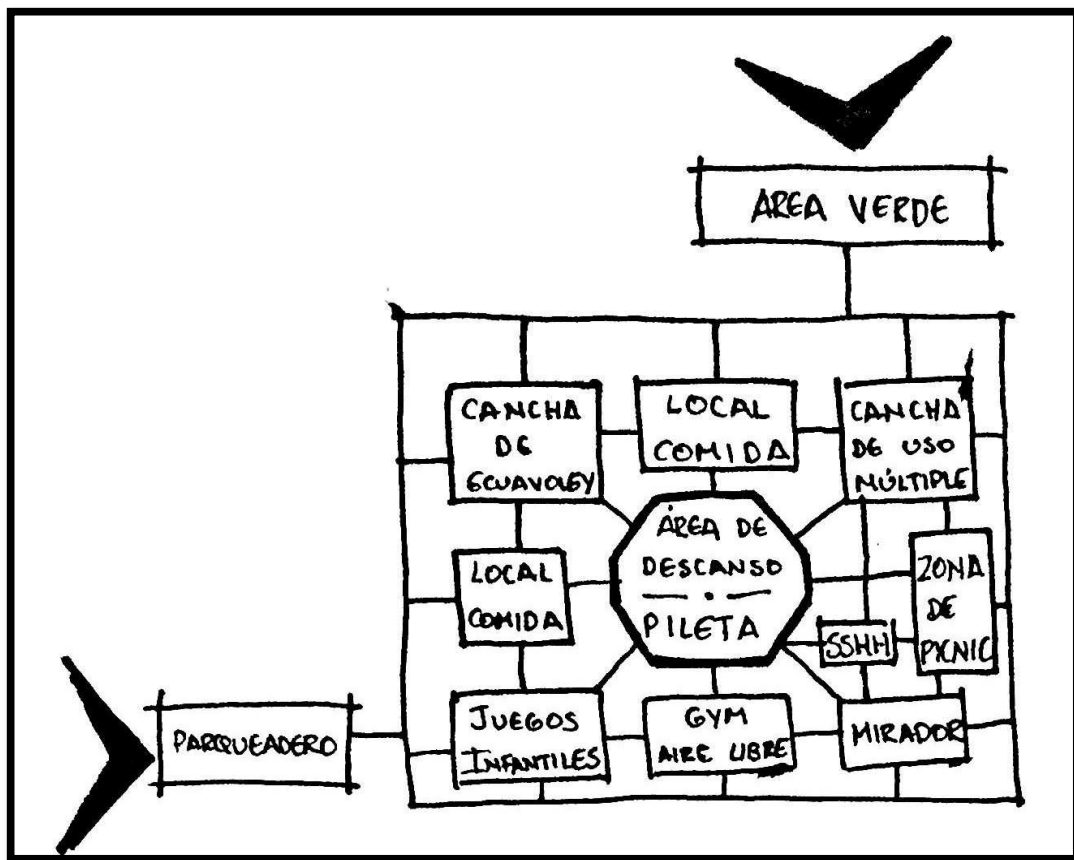 AREA VERDE
CANCHA
DE
ECUAVOLEY
LOCAL
COMIDA
CANCHA
DE USO
MÚLTIPLE
LOCAL
COMIDA
ÁREA DE
DESCANSO
PILETA
ZONA
DE
PICNIC
SSHH
PARQUEADERO
JUEGOS
INFANTILES
GYM
AIRE LIBRE
MIRADOR